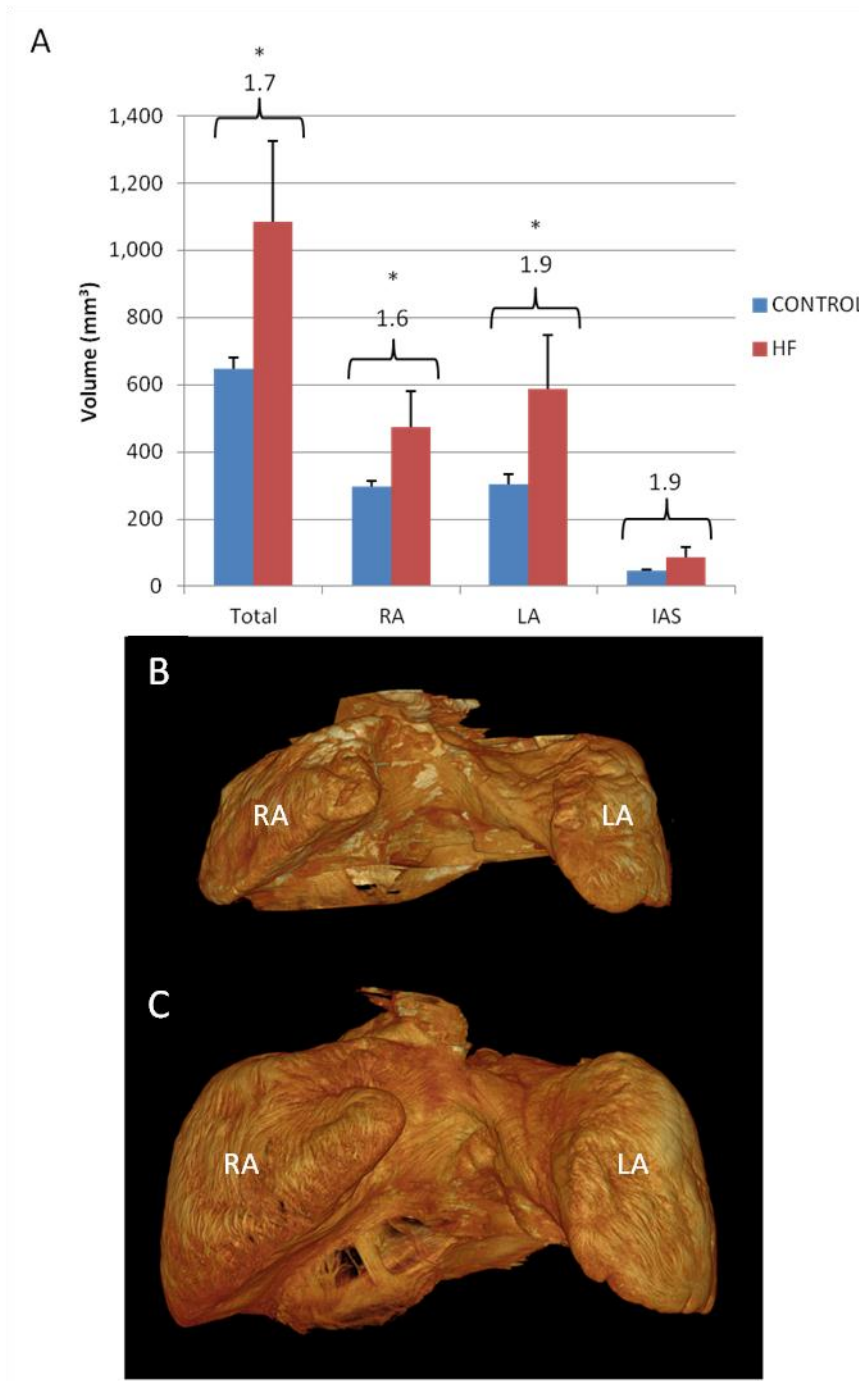 A
*
1.7
1,400
1,200
1,000
800
600
400
200
0
Volume (mm³)
*
1.6
*
1.9
1.9
CONTROL
HF
Total RA LA IAS
B
RA LA
C
RA LA